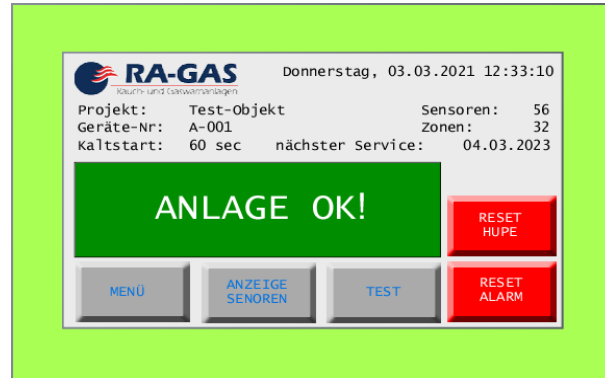 RA-GAS
Donnerstag, 03.03.2021 12:33:10
Rauch- und Gaswarnanlagen
Projekt: Test-Objekt Sensoren: 56
Geräte-Nr: A-001 Zonen: 32
Kaltstart: 60 sec nächster Service: 04.03.2023
ANLAGE OK!
RESET
HUPE
MENÜ
ANZEIGE
SENOREN
TEST
RESET
ALARM